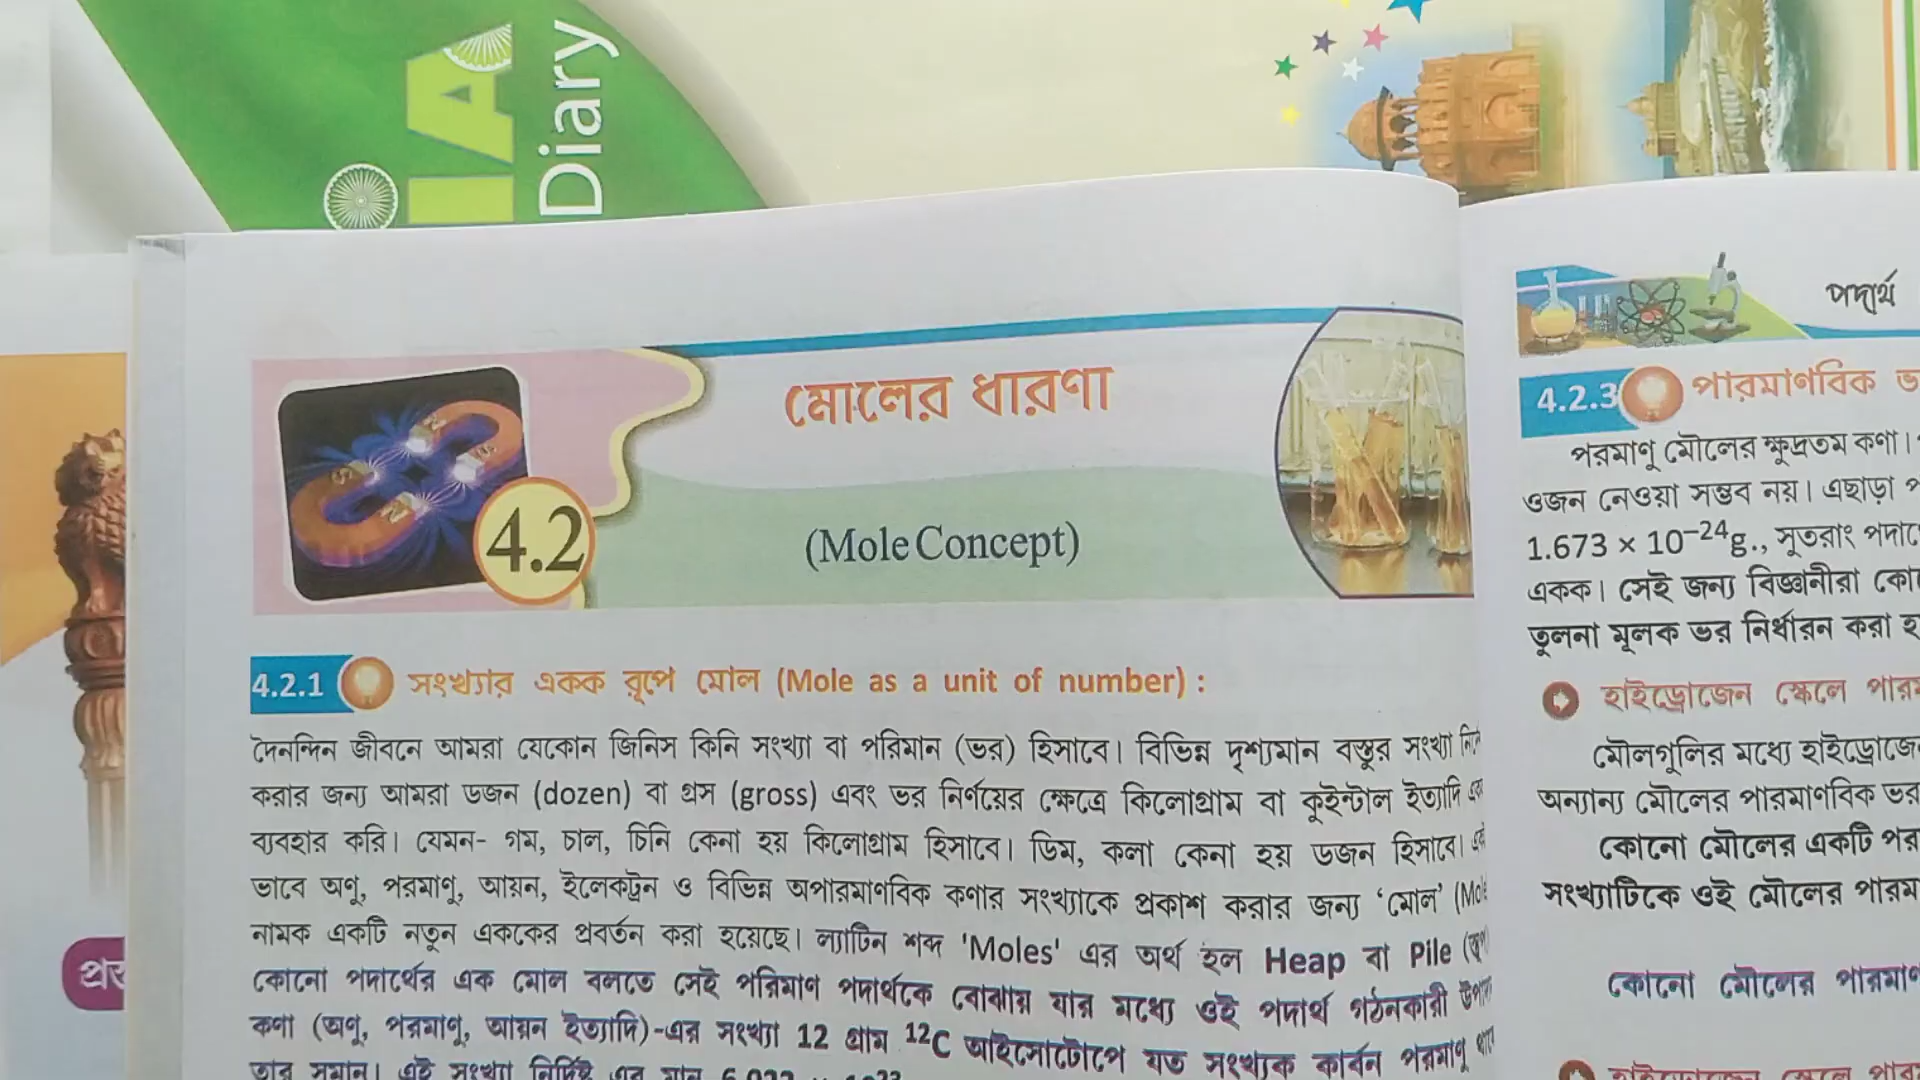 IA
Diary
মোলের ধারণা
4.2
(Mole Concept)
4.2.1 সংখ্যার একক রূপে মোল (Mole as a unit of number) :
দৈনন্দিন জীবনে আমরা যেকোন জিনিস কিনি সংখ্যা বা পরিমান (ভর) হিসাবে। বিভিন্ন দৃশ্যমান বস্তুর সংখ্যা
করার জন্য আমরা ডজন (dozen) বা গ্রস (gross) এবং ভর নির্ণয়ের ক্ষেত্রে কিলোগ্রাম বা কুইন্টাল ইত্যাদি
ব্যবহার করি। যেমন- গম, চাল, চিনি কেনা হয় কিলোগ্রাম হিসাবে। ডিম, কলা কেনা হয় ডজন হিসাবে।
ভাবে অণু, পরমাণু, আয়ন, ইলেকট্রন ও বিভিন্ন অপারমাণবিক কণার সংখ্যাকে প্রকাশ করার জন্য ‘মোল’
নামক একটি নতুন এককের প্রবর্তন করা হয়েছে। ল্যাটিন শব্দ 'Moles' এর অর্থ হল Heap বা Pile
কোনো পদার্থের এক মোল বলতে সেই পরিমাণ পদার্থকে বোঝায় যার মধ্যে ওই পদার্থ গঠনকারী
কণা (অণু, পরমাণু, আয়ন ইত্যাদি)-এর সংখ্যা 12 গ্রাম ¹²C আইসোটোপে যত সংখ্যক কার্বন পরমাণু
তার সমান। এই সংখ্যা নির্দিষ্ট এর মান
পদার্থ
4.2.3 পারমাণবিক
পরমাণু মৌলের ক্ষুদ্রতম কণা।
ওজন নেওয়া সম্ভব নয়। এছাড়া
1.673 × 10⁻²⁴g., সুতরাং
একক। সেই জন্য বিজ্ঞানীরা
তুলনা মূলক ভর নির্ধারন করা
হাইড্রোজেন স্কেলে
মৌলগুলির মধ্যে
অন্যান্য মৌলের পারমাণবিক ভর
কোনো মৌলের একটি
সংখ্যাটিকে ওই মৌলের
কোনো মৌলের